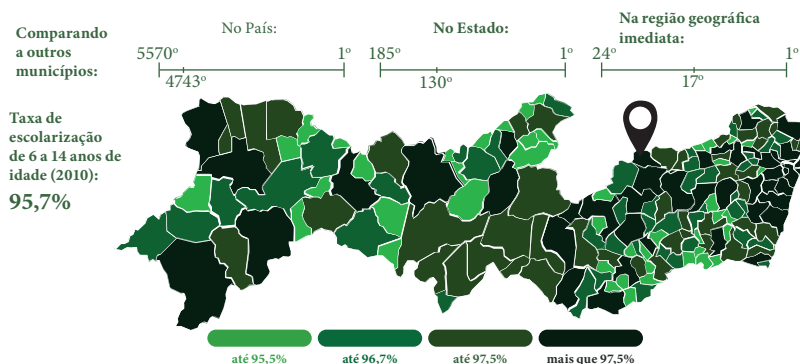 Comparando
a outros
municípios:
No País:
5570º
1º
4743º
No Estado:
185º
1º
130º
Na região geográfica
imediata:
24º
1º
17º
Taxa de
escolarização
de 6 a 14 anos de
idade (2010):
95,7%
até 95,5%
até 96,7%
até 97,5%
mais que 97,5%